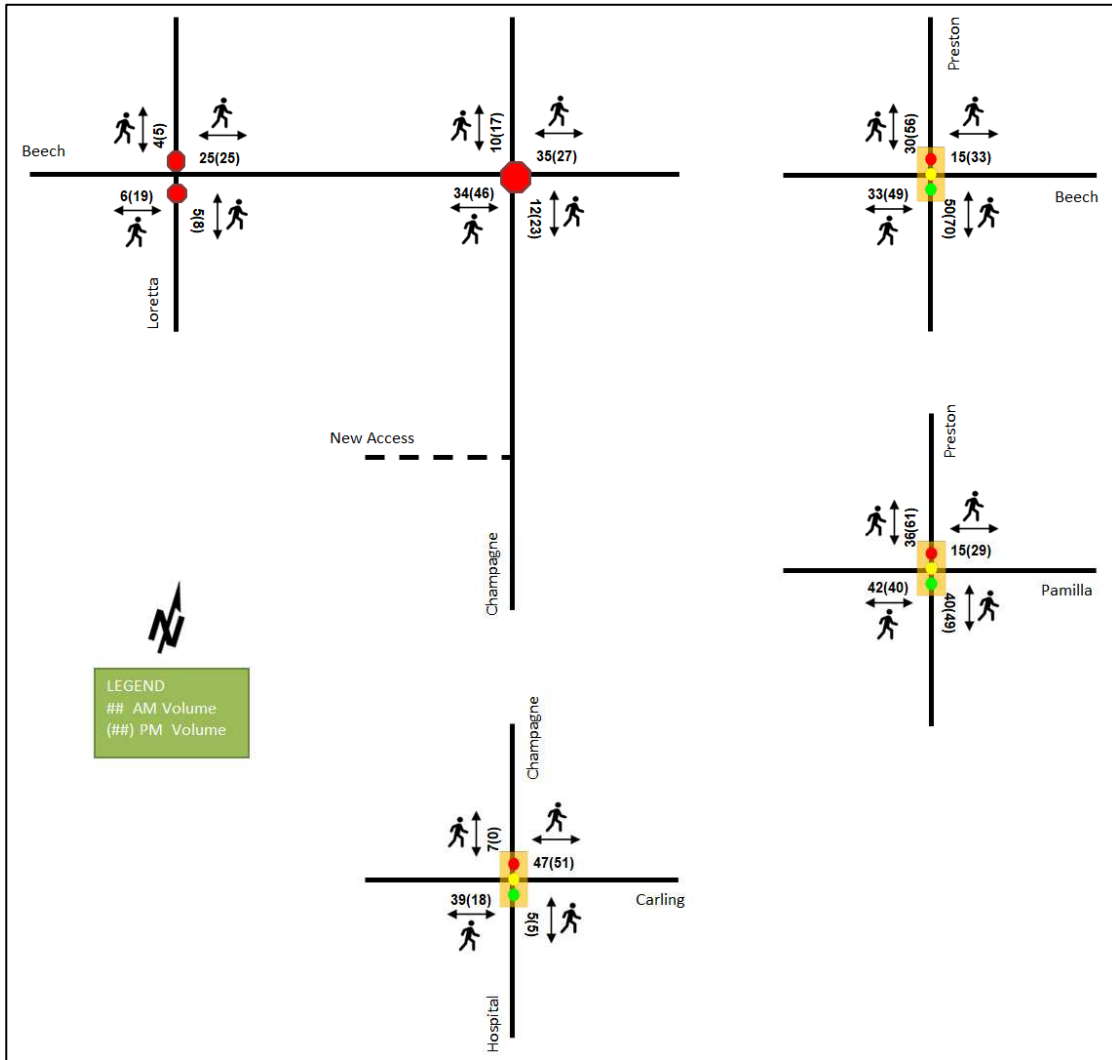 Preston
4(5)
10(17)
30(56)
Beech
25(25)
35(27)
15(33)
6(19)
5(8)
34(46)
12(23)
33(49)
50(70)
Beech
Loretta
New Access
Preston
Champagne
36(61)
15(29)
42(40)
40(49)
Pamilla
N
LEGEND
## AM Volume
(##) PM Volume
Champagne
7(0)
47(51)
39(18)
5(5)
Carling
Hospital